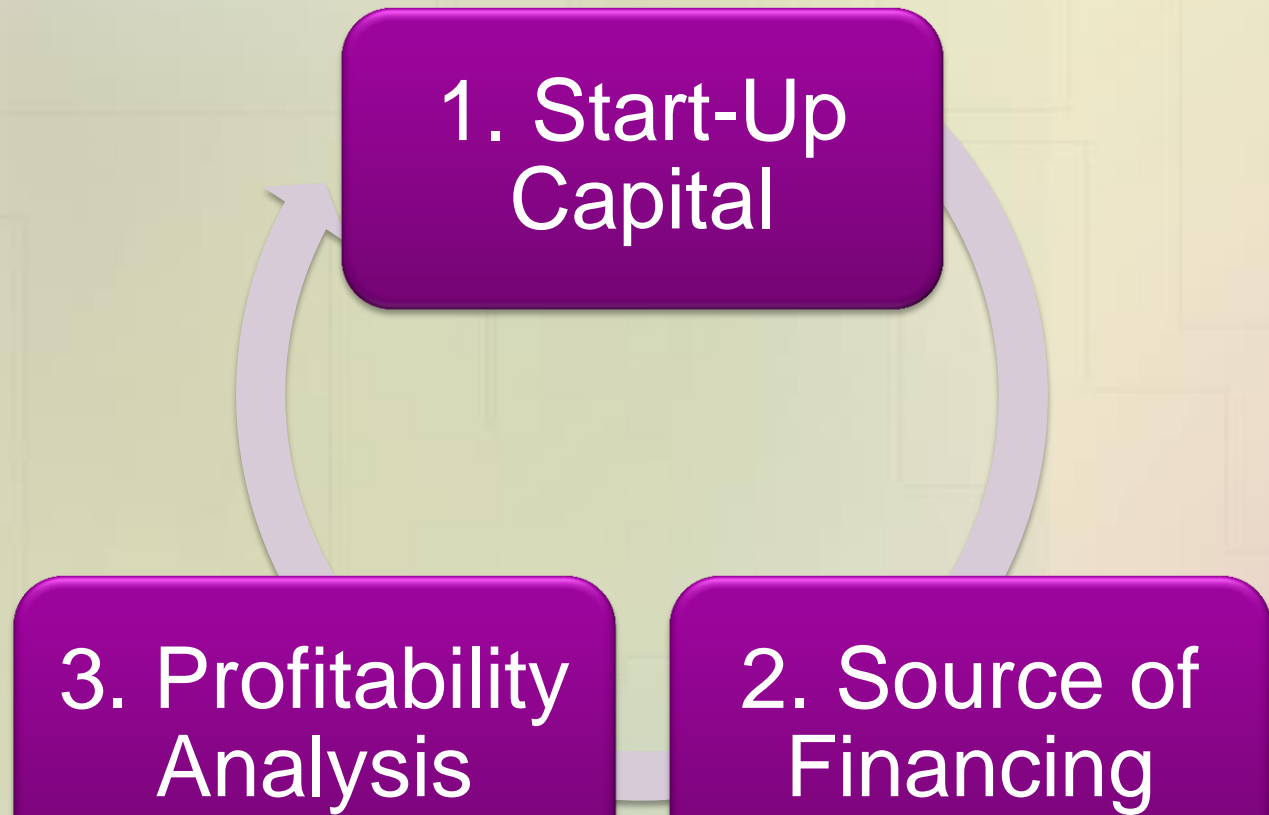 1. Start-Up
Capital
3. Profitability
Analysis
2. Source of
Financing